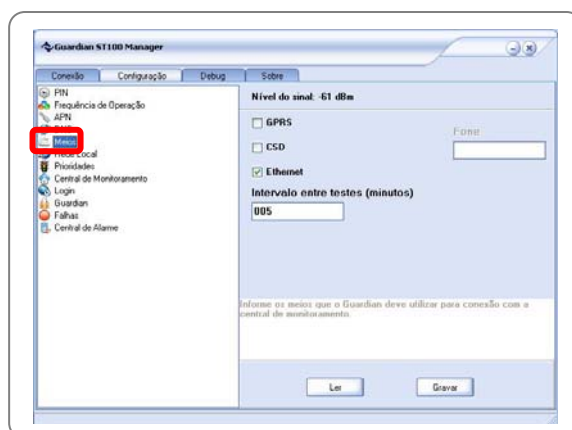 Guardian ST100 Manager
Conexão Configuração Debug Sobre
PIN
Frequência de Operação
APN
Meios
Rede Local
Prioridades
Central de Monitoramento
Login
Guardian
Falhas
Central de Alarme
Nível do sinal: -61 dBm
GPRS
Fone
CSD
Ethernet
Intervalo entre testes (minutos)
005
Informe os meios que o Guardian deve utilizar para conexão com a
central de monitoramento.
Ler Gravar